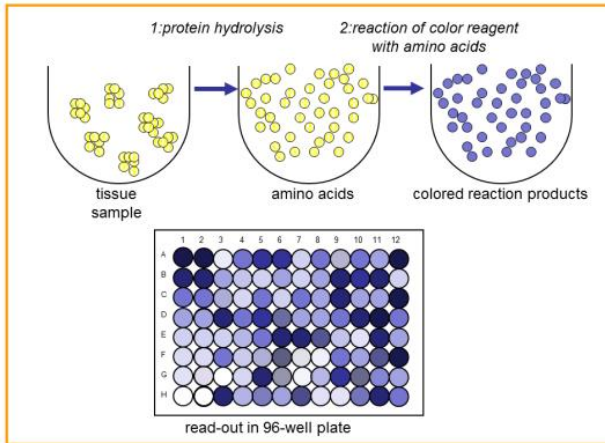 1:protein hydrolysis
2:reaction of color reagent
with amino acids
tissue
sample
amino acids
colored reaction products
1 2 3 4 5 6 7 8 9 10 11 12
A
B
C
D
E
F
G
H
read-out in 96-well plate